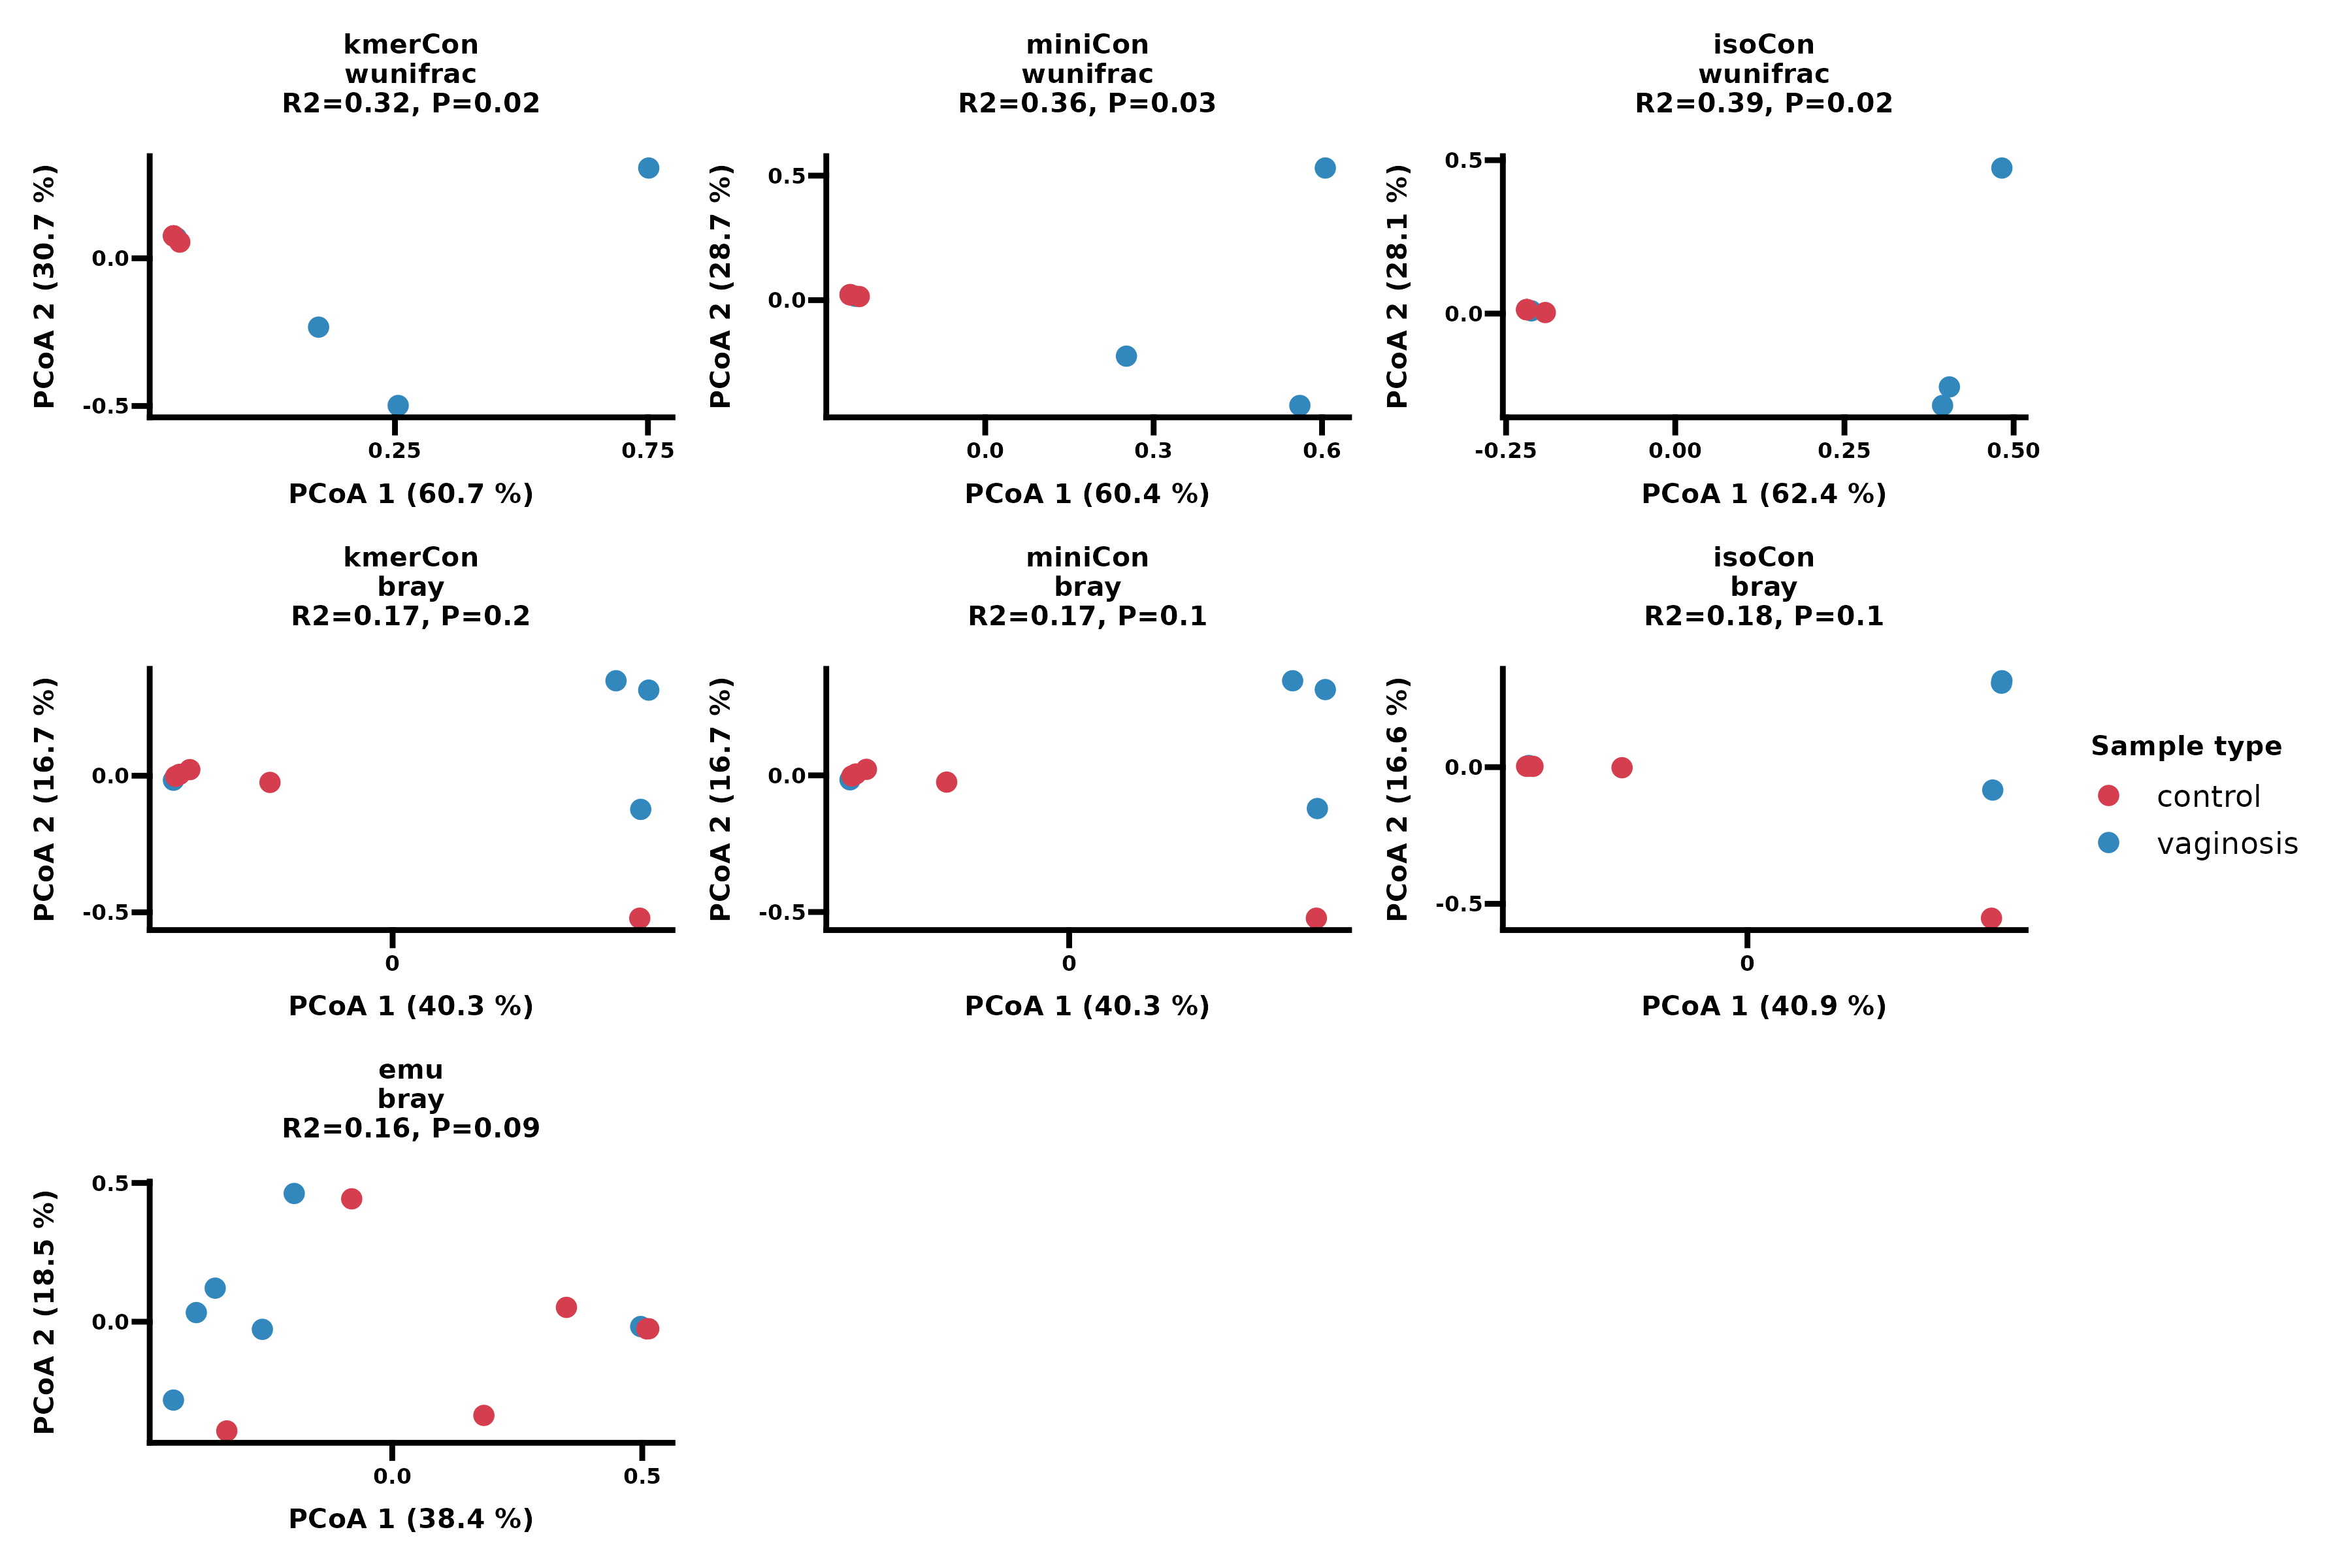 kmerCon
wunifrac
R2=0.32, P=0.02
PCoA 2 (30.7 %)
0.0
-0.5
0.25
0.75
PCoA 1 (60.7 %)
miniCon
wunifrac
R2=0.36, P=0.03
PCoA 2 (28.7 %)
0.5
0.0
0.0
0.3
0.6
PCoA 1 (60.4 %)
isoCon
wunifrac
R2=0.39, P=0.02
PCoA 2 (28.1 %)
0.5
0.0
-0.25
0.00
0.25
0.50
PCoA 1 (62.4 %)
kmerCon
bray
R2=0.17, P=0.2
PCoA 2 (16.7 %)
0.0
-0.5
0
PCoA 1 (40.3 %)
miniCon
bray
R2=0.17, P=0.1
PCoA 2 (16.7 %)
0.0
-0.5
0
PCoA 1 (40.3 %)
isoCon
bray
R2=0.18, P=0.1
PCoA 2 (16.6 %)
0.0
-0.5
0
PCoA 1 (40.9 %)
Sample type
control
vaginosis
emu
bray
R2=0.16, P=0.09
PCoA 2 (18.5 %)
0.5
0.0
0.0
0.5
PCoA 1 (38.4 %)